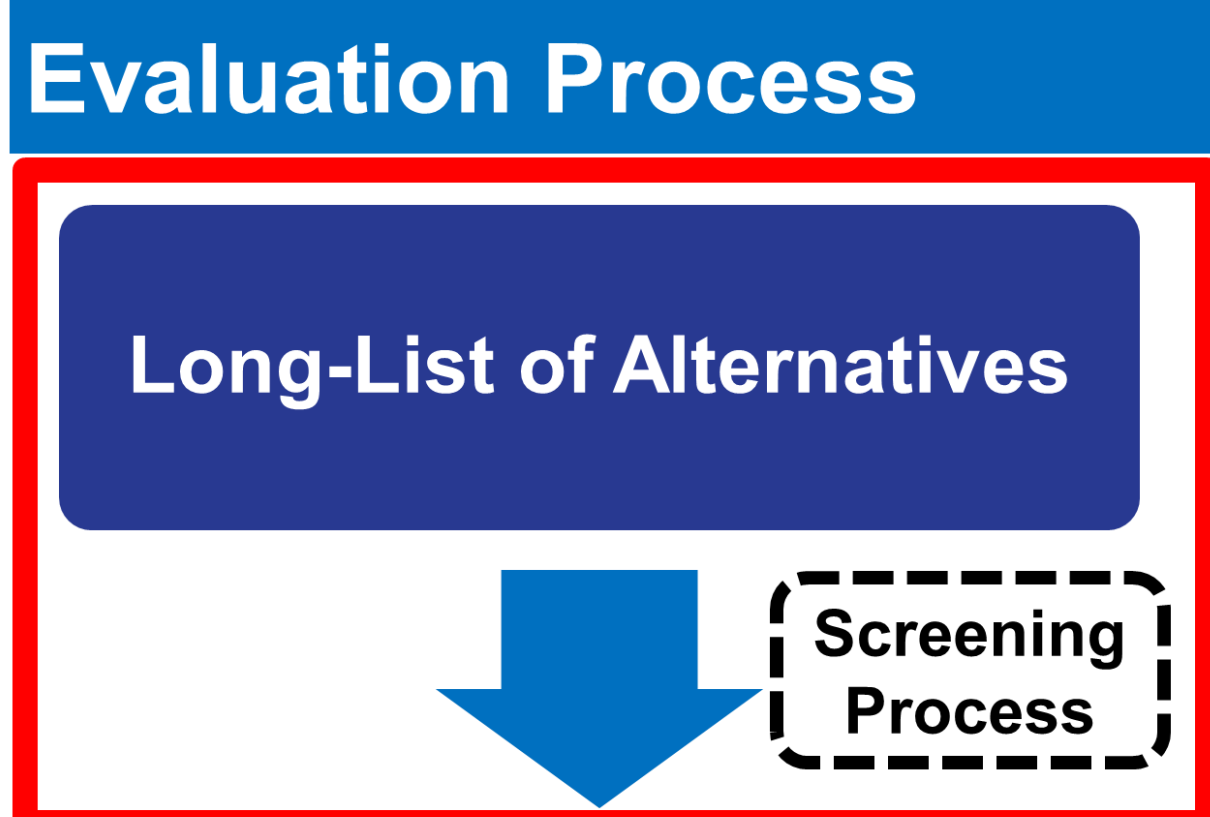 Evaluation Process
Long-List of Alternatives
Screening
Process